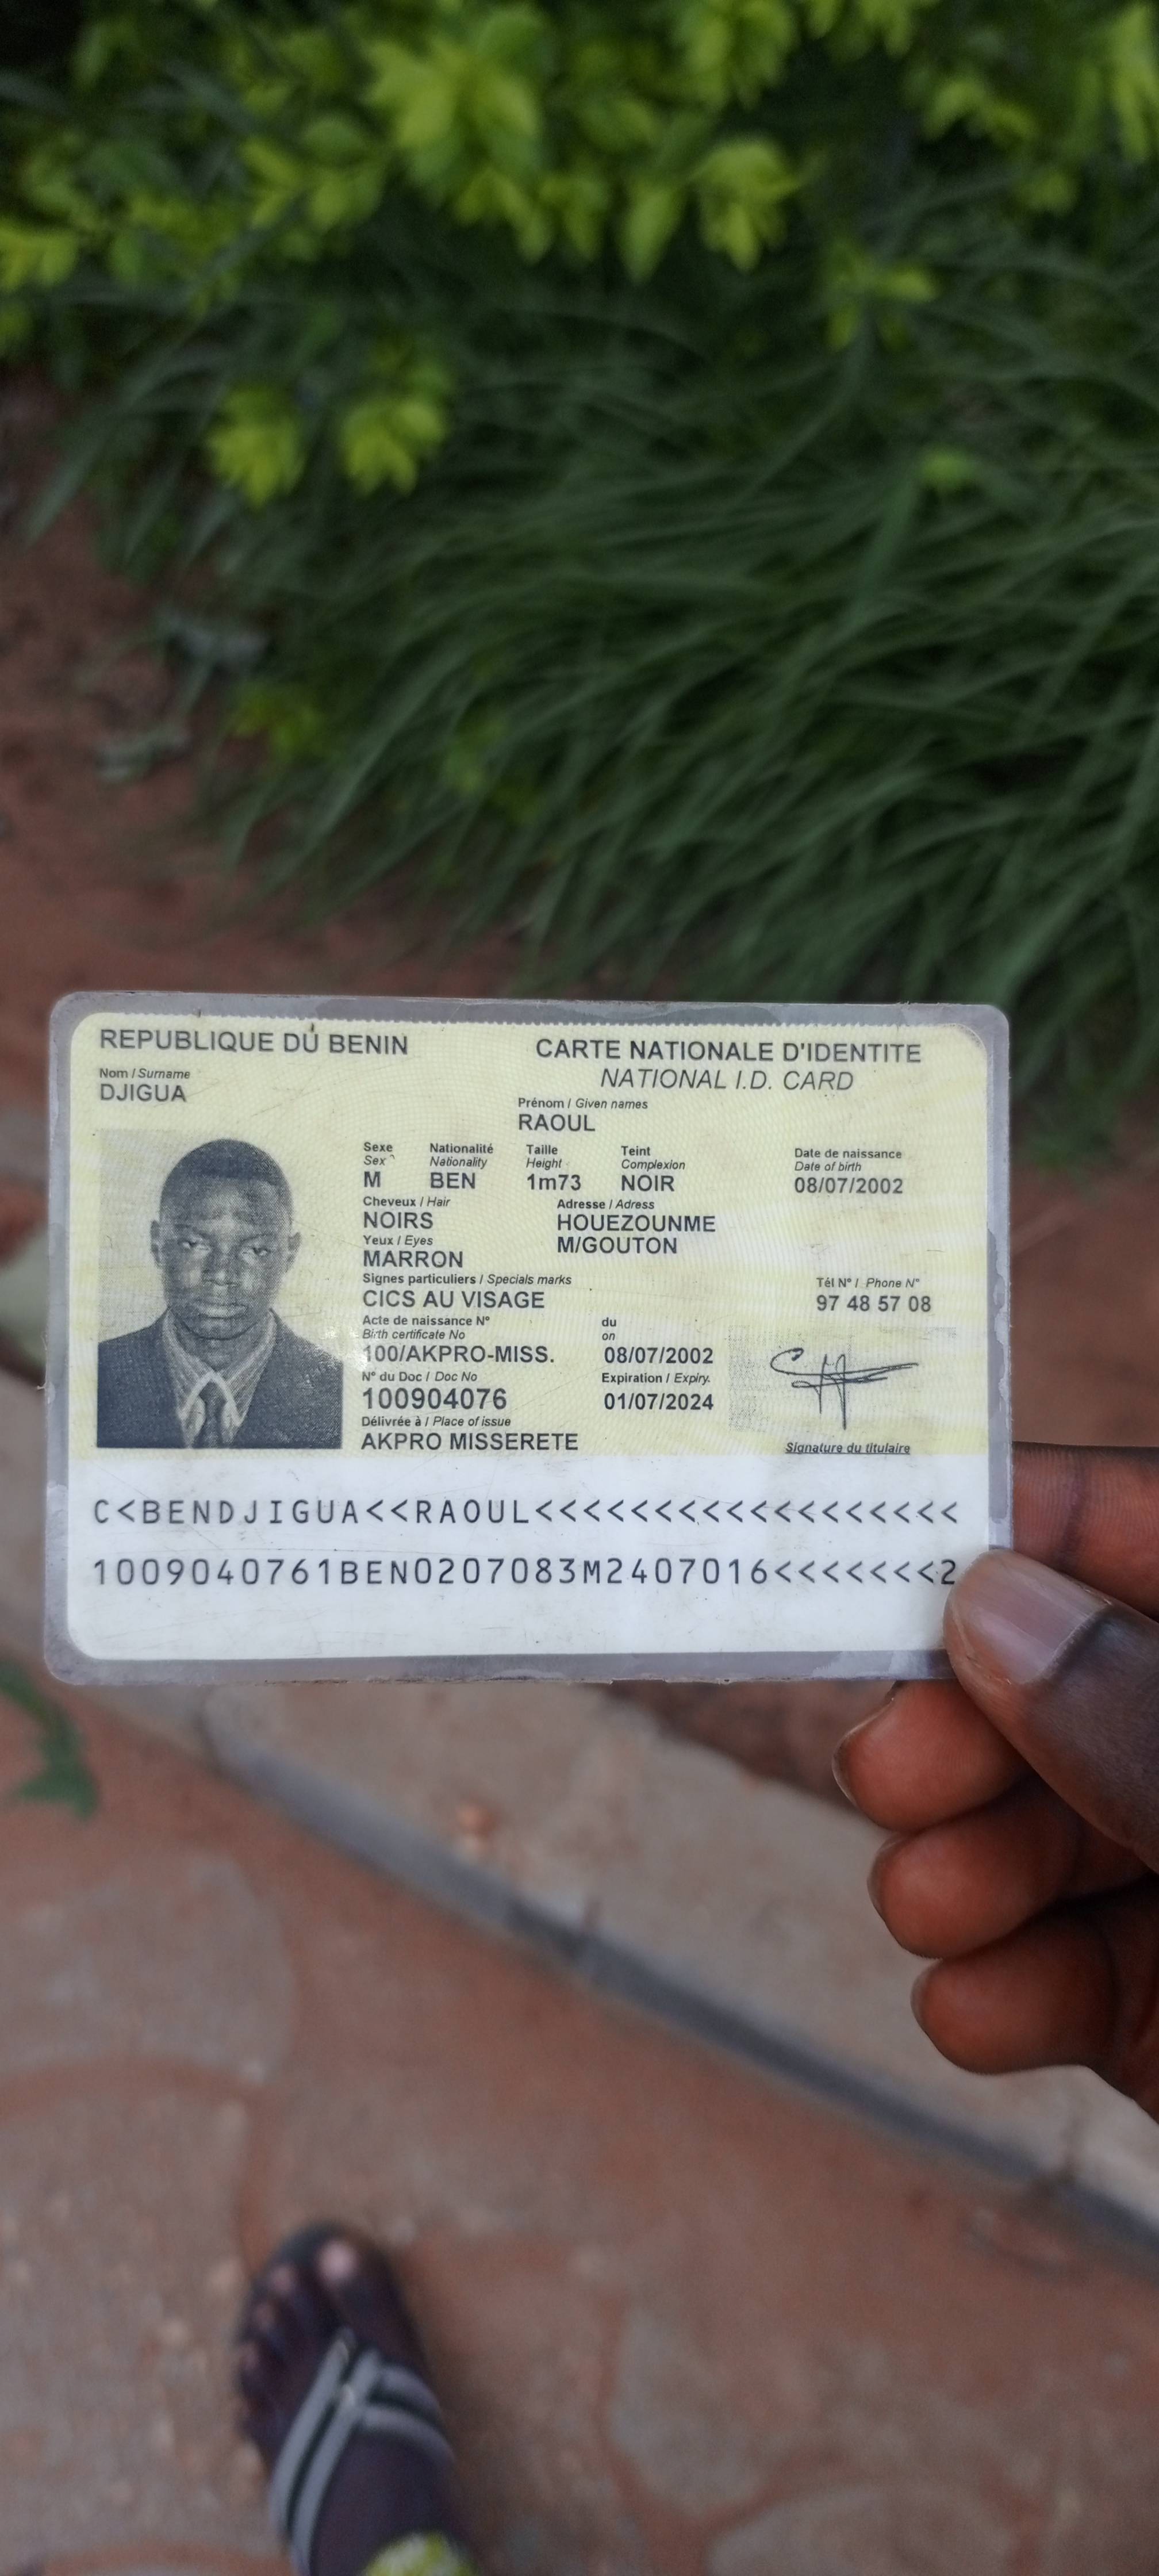 REPUBLIQUE DU BENIN
CARTE NATIONALE D'IDENTITE
NATIONAL I.D. CARD
Nom / Surname
DJIGUA
Prénom / Given names
RAOUL
Sexe Nationalité Taille Teint Date de naissance
Sex Nationality Height Complexion Date of birth
M BEN 1m73 NOIR 08/07/2002
Cheveux / Hair Adresse / Adress
NOIRS HOUEZOUNME
Yeux / Eyes M/GOUTON
MARRON
Signes particuliers / Specials marks Tél N° / Phone N°
CICS AU VISAGE 97 48 57 08
Acte de naissance N° du
Birth certificate No on
100/AKPRO-MISS. 08/07/2002
N° du Doc / Doc No Expiration / Expiry.
100904076 01/07/2024
Délivrée à / Place of issue
AKPRO MISSERETE Signature du titulaire
C<BENDJIGUA<<RAOUL<<<<<<<<<<<<<<<<<<
1009040761BEN0207083M2407016<<<<<<<2